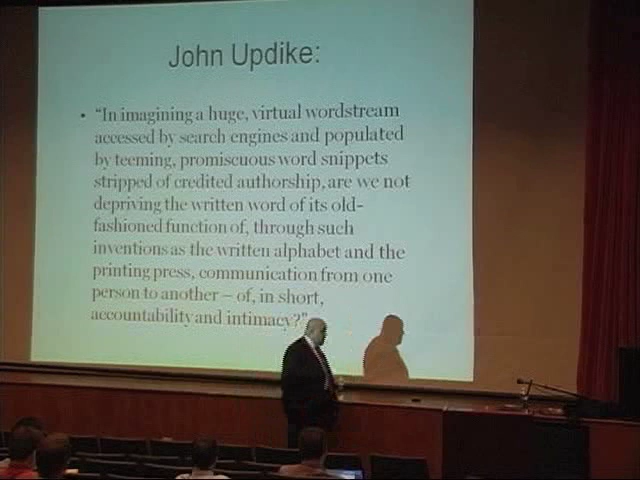 John Updike:
• “In imagining a huge, virtual wordstream
accessed by search engines and populated
by teeming, promiscuous word snippets
stripped of credited authorship, are we not
depriving the written word of its old-
fashioned function of, through such
inventions as the written alphabet and the
printing press, communication from one
person to another – of, in short,
accountability and intimacy?”